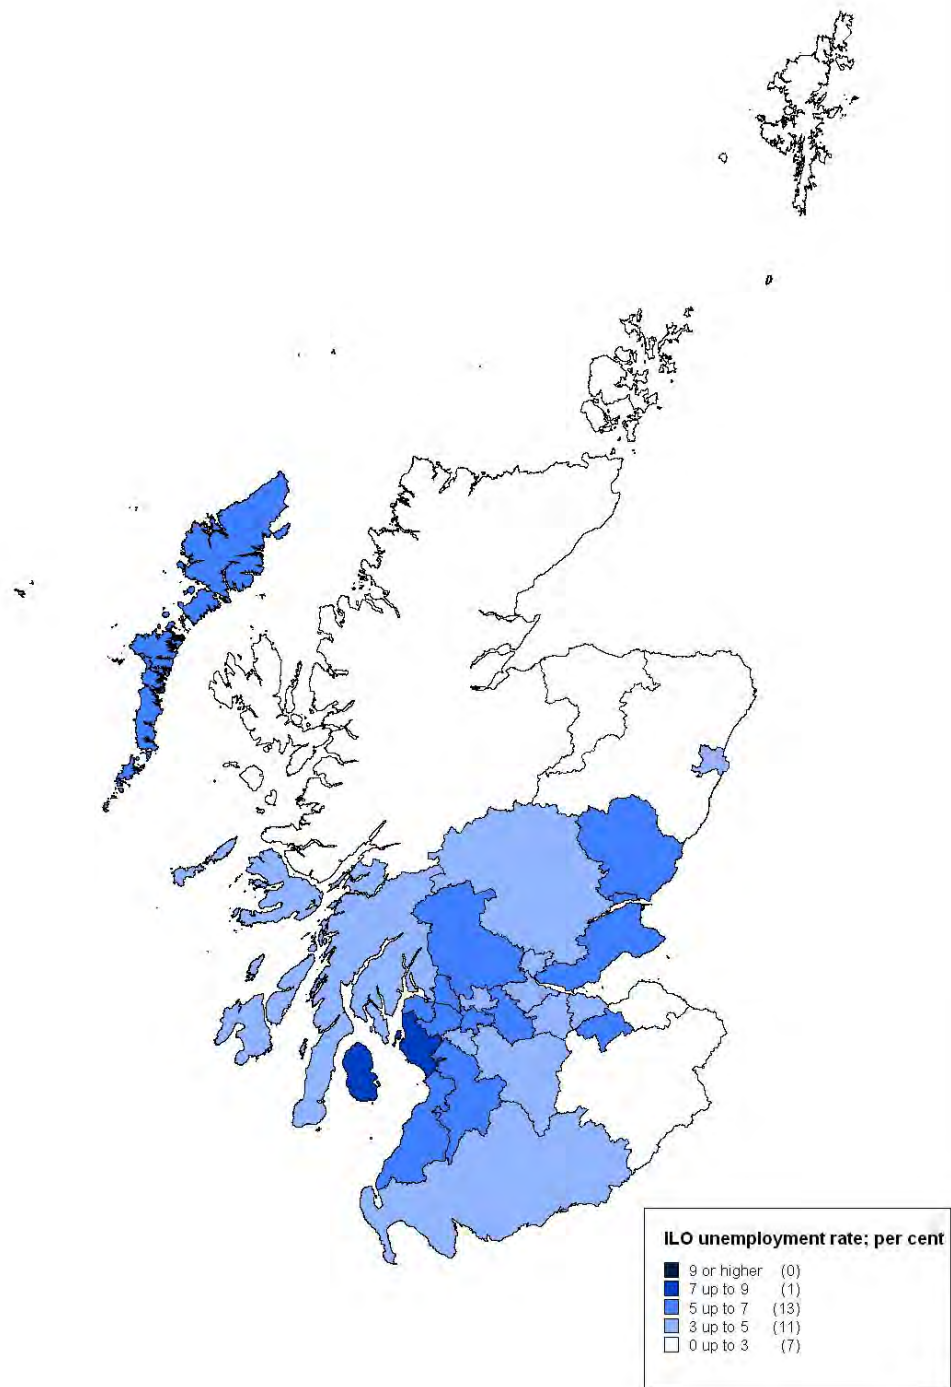 ILO unemployment rate; per cent
9 or higher (0)
7 up to 9 (1)
5 up to 7 (13)
3 up to 5 (11)
0 up to 3 (7)